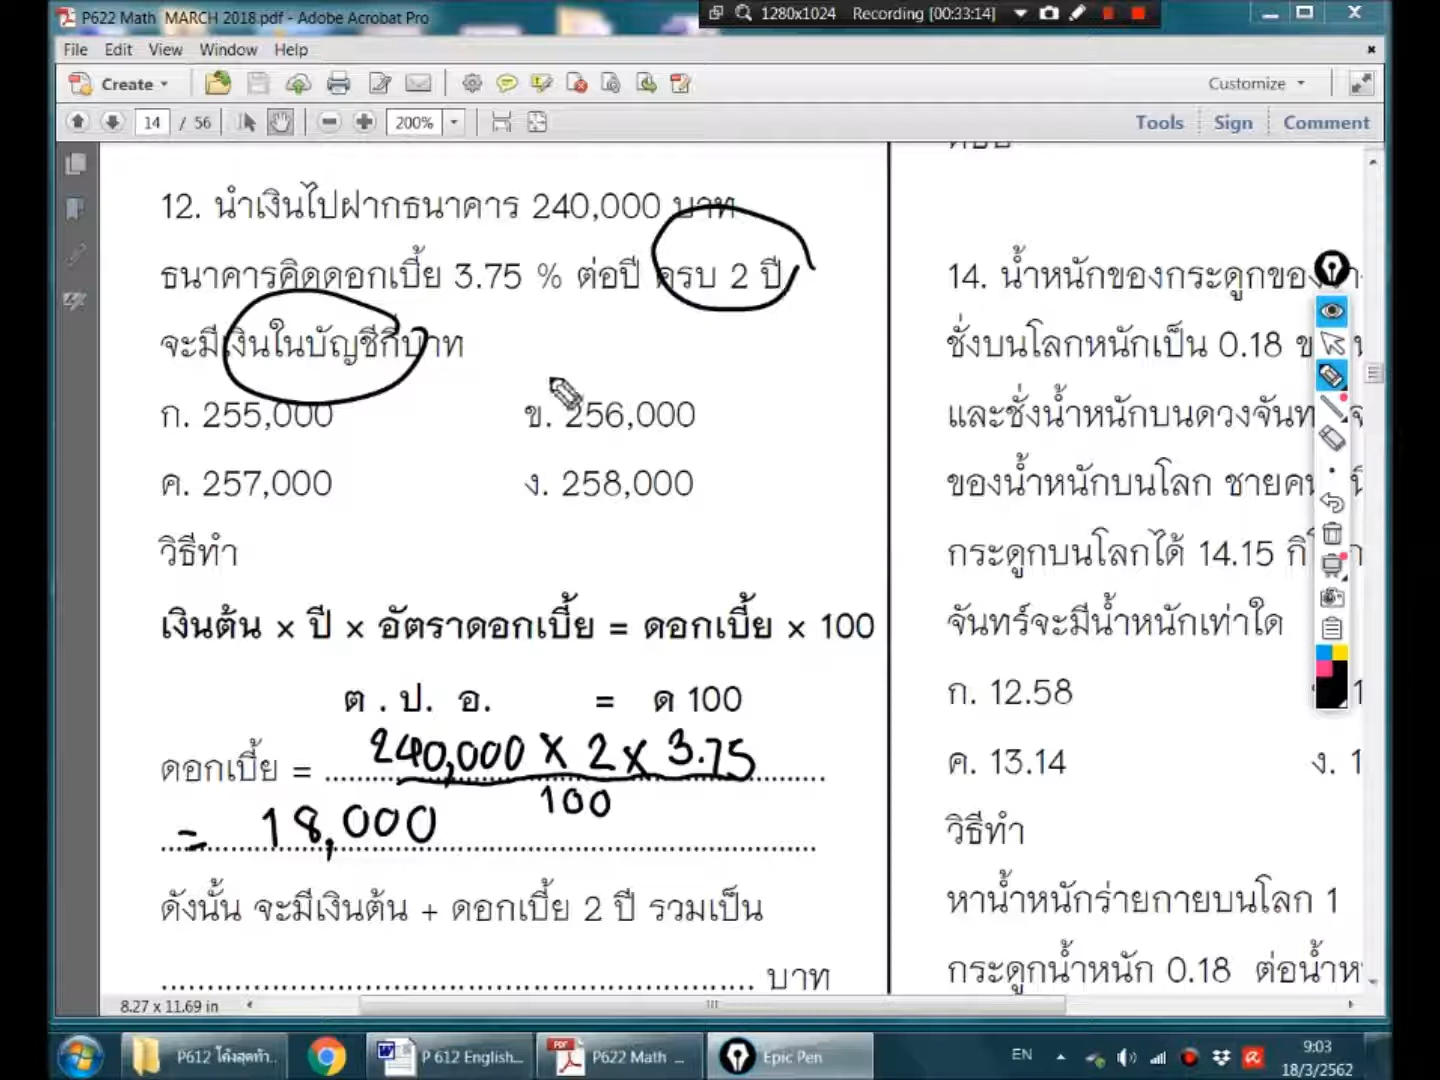 P622 Math MARCH 2018.pdf - Adobe Acrobat Pro
1280x1024 Recording [00:33:14]
File Edit View Window Help
Create Customize
14 / 56 200% Tools Sign Comment
12. นำเงินไปฝากธนาคาร 240,000 บาท
ธนาคารคิดดอกเบี้ย 3.75 % ต่อปี ครบ 2 ปี
จะมีเงินในบัญชีกี่บาท
ก. 255,000 ข. 256,000
ค. 257,000 ง. 258,000
วิธีทำ
เงินต้น × ปี × อัตราดอกเบี้ย = ดอกเบี้ย × 100
ต . ป. อ. = ด 100
ดอกเบี้ย = 240,000 × 2 × 3.75
100
= 18,000
ดังนั้น จะมีเงินต้น + ดอกเบี้ย 2 ปี รวมเป็น
บาท
14. น้ำหนักของกระดูกของ
ชั่งบนโลกหนักเป็น 0.18
และชั่งน้ำหนักบนดวงจันท
ของน้ำหนักบนโลก ชายคน
กระดูกบนโลกได้ 14.15 กิโ
จันทร์จะมีน้ำหนักเท่าใด
ก. 12.58
ค. 13.14 ง. 1
วิธีทำ
หาน้ำหนักร่ายกายบนโลก 1
กระดูกน้ำหนัก 0.18 ต่อน้ำห
8.27 x 11.69 in
P612 โค้งสุดท้า.. P 612 English... P622 Math ... Epic Pen EN 9:03
18/3/2562